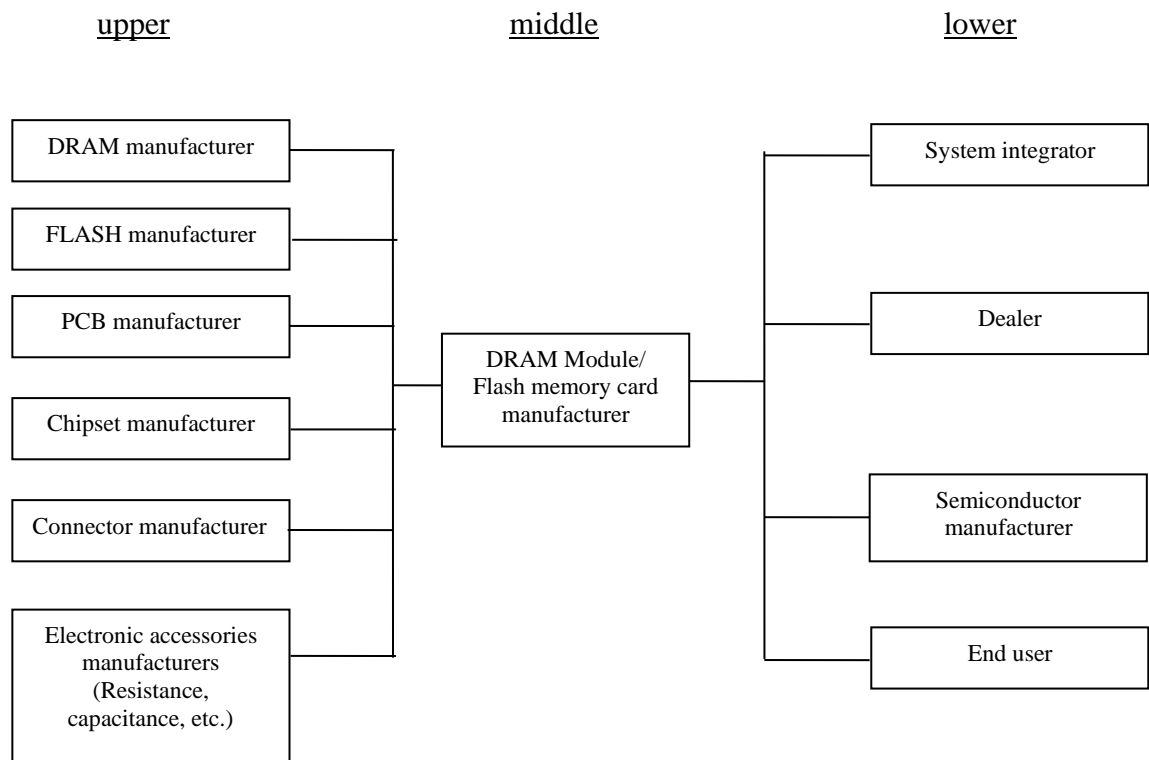 upper
middle
lower
DRAM manufacturer
FLASH manufacturer
PCB manufacturer
Chipset manufacturer
Connector manufacturer
Electronic accessories
manufacturers
(Resistance,
capacitance, etc.)
DRAM Module/
Flash memory card
manufacturer
System integrator
Dealer
Semiconductor
manufacturer
End user